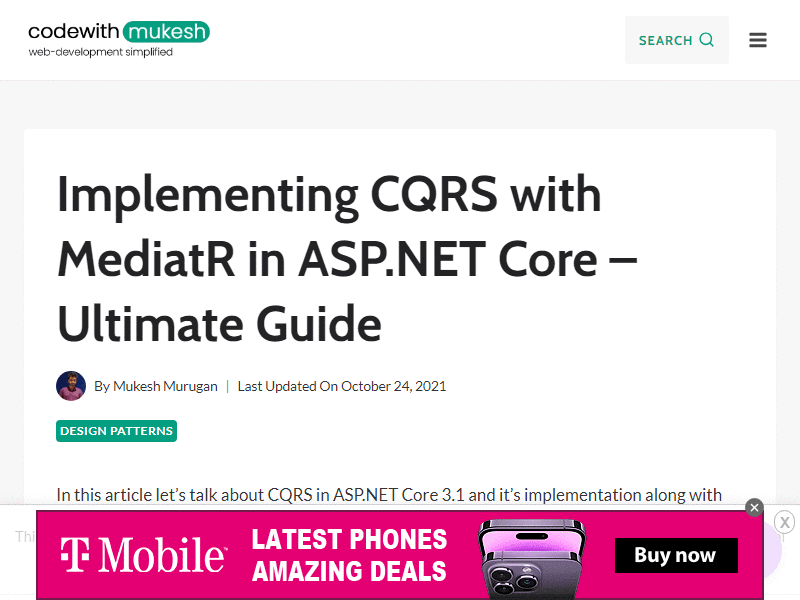 codewith mukesh
web-development simplified
SEARCH
Implementing CQRS with
MediatR in ASP.NET Core –
Ultimate Guide
By Mukesh Murugan | Last Updated On October 24, 2021
DESIGN PATTERNS
In this article let's talk about CQRS in ASP.NET Core 3.1 and it's implementation along with
X
T Mobile
LATEST PHONES
AMAZING DEALS
Buy now